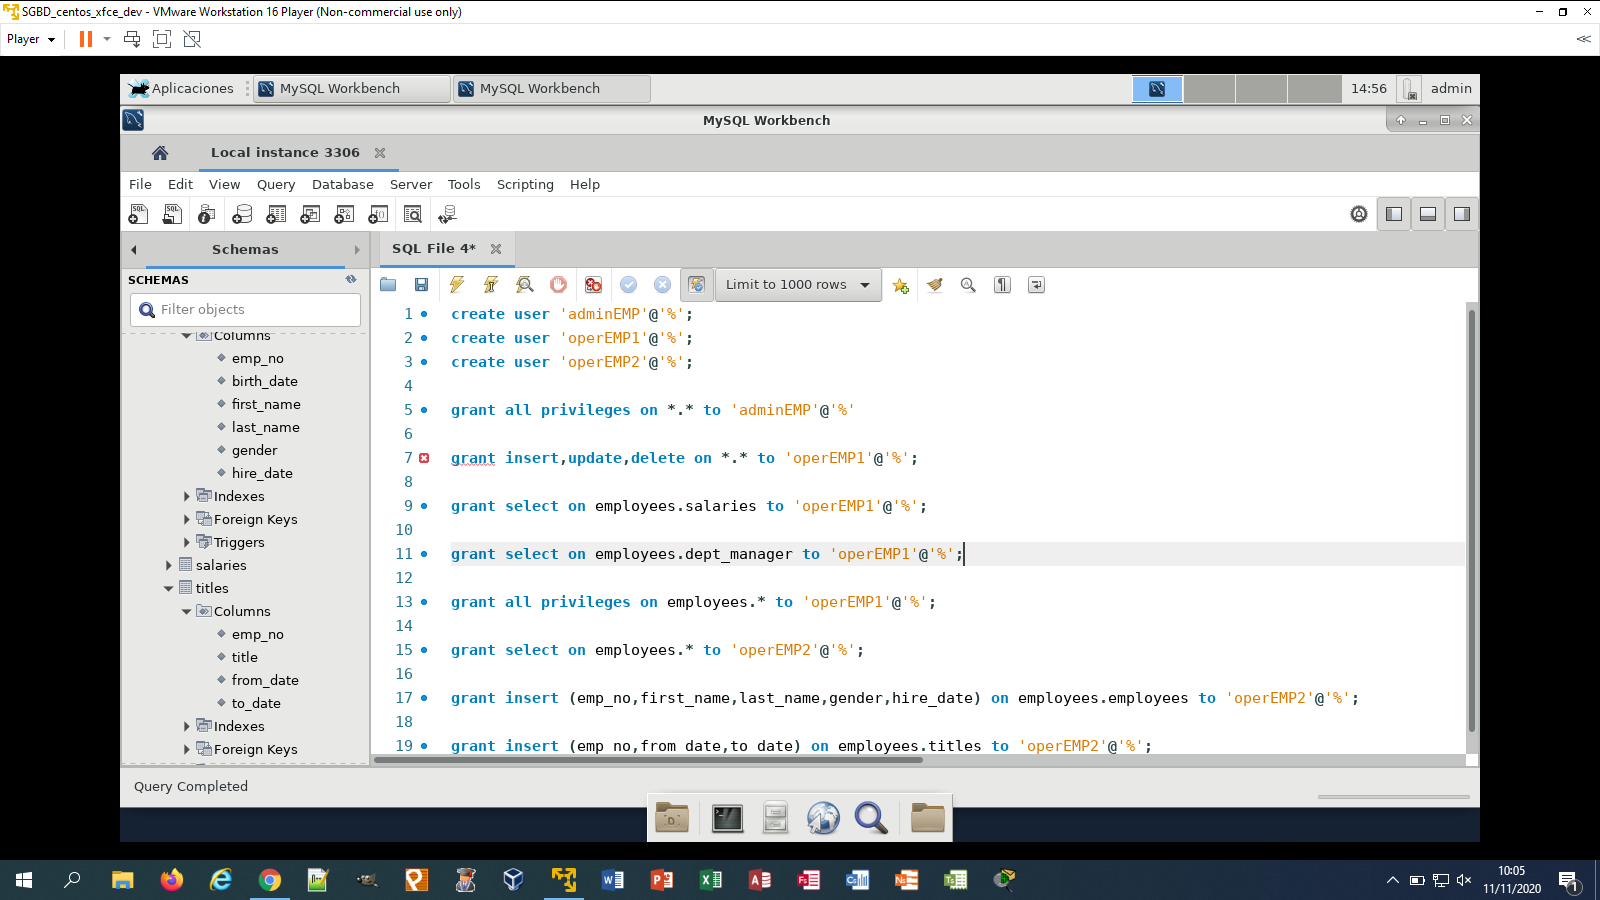 SGBD_centos_xfce_dev - VMware Workstation 16 Player (Non-commercial use only)
Player
Aplicaciones
MySQL Workbench
MySQL Workbench
14:56
admin
MySQL Workbench
Local instance 3306
File Edit View Query Database Server Tools Scripting Help
Schemas
SQL File 4*
SCHEMAS
Filter objects
Limit to 1000 rows
Columns
emp_no
birth_date
first_name
last_name
gender
hire_date
Indexes
Foreign Keys
Triggers
salaries
titles
Columns
emp_no
title
from_date
to_date
Indexes
Foreign Keys
1 create user 'adminEMP'@'%';
2 create user 'operEMP1'@'%';
3 create user 'operEMP2'@'%';
4
5 grant all privileges on *.* to 'adminEMP'@'%'
6
7 grant insert,update,delete on *.* to 'operEMP1'@'%';
8
9 grant select on employees.salaries to 'operEMP1'@'%';
10
11 grant select on employees.dept_manager to 'operEMP1'@'%';
12
13 grant all privileges on employees.* to 'operEMP1'@'%';
14
15 grant select on employees.* to 'operEMP2'@'%';
16
17 grant insert (emp_no,first_name,last_name,gender,hire_date) on employees.employees to 'operEMP2'@'%';
18
19 grant insert (emp_no,from_date,to_date) on employees.titles to 'operEMP2'@'%';
Query Completed
10:05
11/11/2020
1